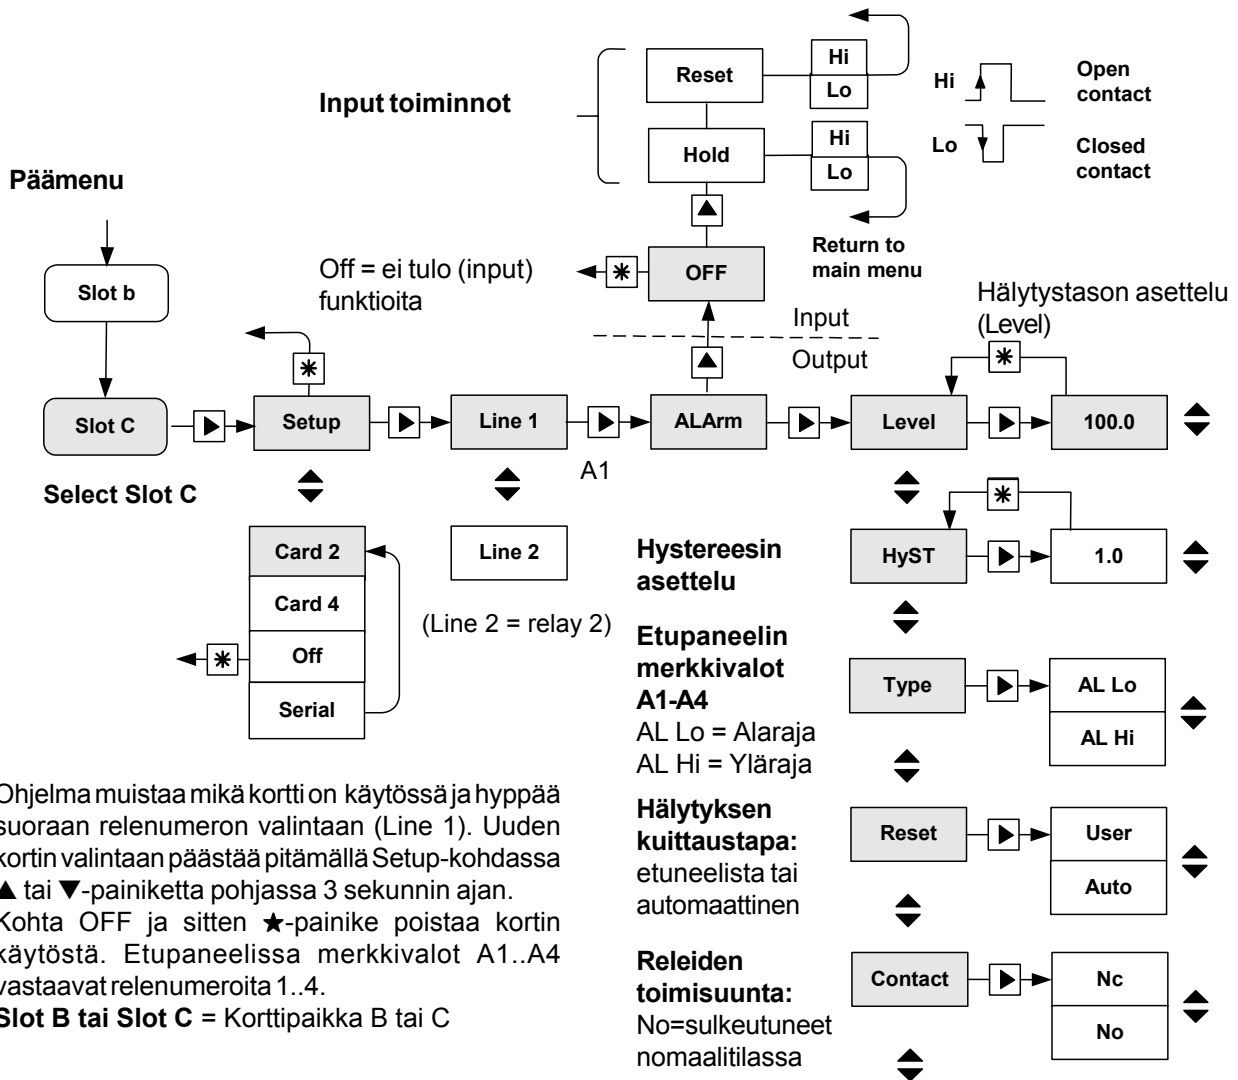 Hi
Reset
Lo
Hi
Open
contact
Input toiminnot
Hi
Hold
Lo
Lo
Closed
contact
Päämenu
Return to
main menu
Slot b
Off = ei tulo (input)
funktioita
OFF
Hälytystason asettelu
(Level)
Input
Output
Slot C
Setup
Line 1
ALArm
Level
100.0
A1
Select Slot C
Card 2
Card 4
Off
Serial
Line 2
(Line 2 = relay 2)
Hystereesin
asettelu
HyST
1.0
Etupaneelin
merkkivalot
A1-A4
AL Lo = Alaraja
AL Hi = Yläraja
Type
AL Lo
AL Hi
Hälytyksen
kuittaustapa:
etuneelista tai
automaattinen
Reset
User
Auto
Releiden
toimisuunta:
No=sulkeutuneet
nomaalitilassa
Contact
Nc
No
Ohjelma muistaa mikä kortti on käytössä ja hyppää
suoraan relenumeron valintaan (Line 1). Uuden
kortin valintaan päästää pitämällä Setup-kohdassa
▲ tai ▼-painiketta pohjassa 3 sekunnin ajan.
Kohta OFF ja sitten ★-painike poistaa kortin
käytöstä. Etupaneelissa merkkivalot A1..A4
vastaavat relenumeroita 1..4.
Slot B tai Slot C = Korttipaikka B tai C